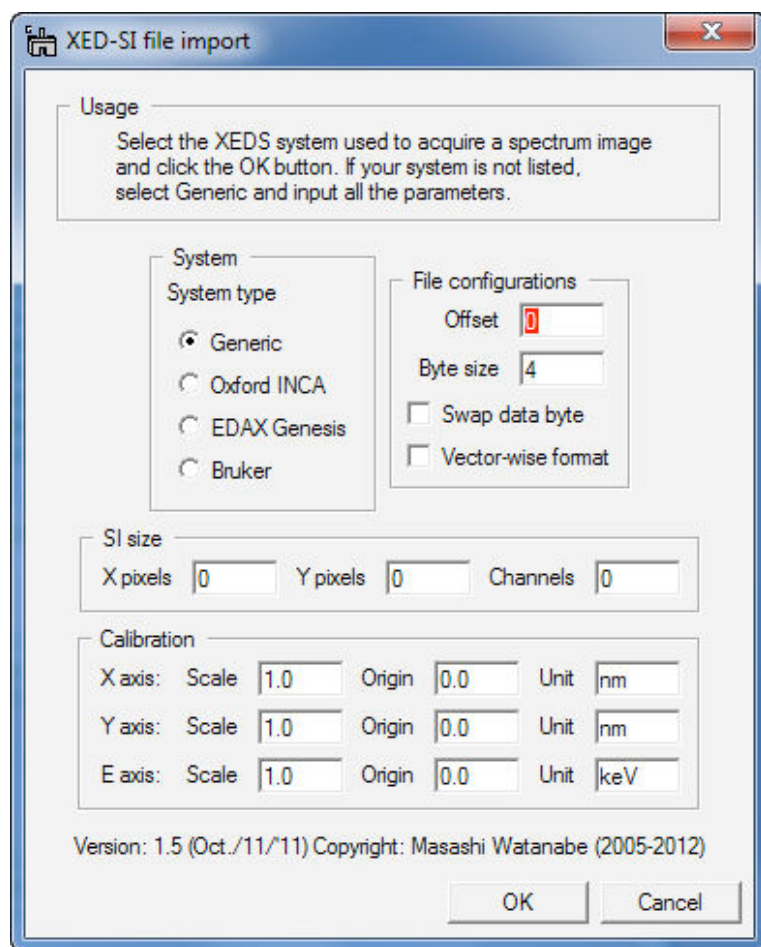 XED-SI file import
Usage
Select the XEDS system used to acquire a spectrum image
and click the OK button. If your system is not listed,
select Generic and input all the parameters.
System
System type
Generic
Oxford INCA
EDAX Genesis
Bruker
File configurations
Offset 0
Byte size 4
Swap data byte
Vector-wise format
SI size
X pixels 0 Y pixels 0 Channels 0
Calibration
X axis: Scale 1.0 Origin 0.0 Unit nm
Y axis: Scale 1.0 Origin 0.0 Unit nm
E axis: Scale 1.0 Origin 0.0 Unit keV
Version: 1.5 (Oct./11/'11) Copyright: Masashi Watanabe (2005-2012)
OK Cancel